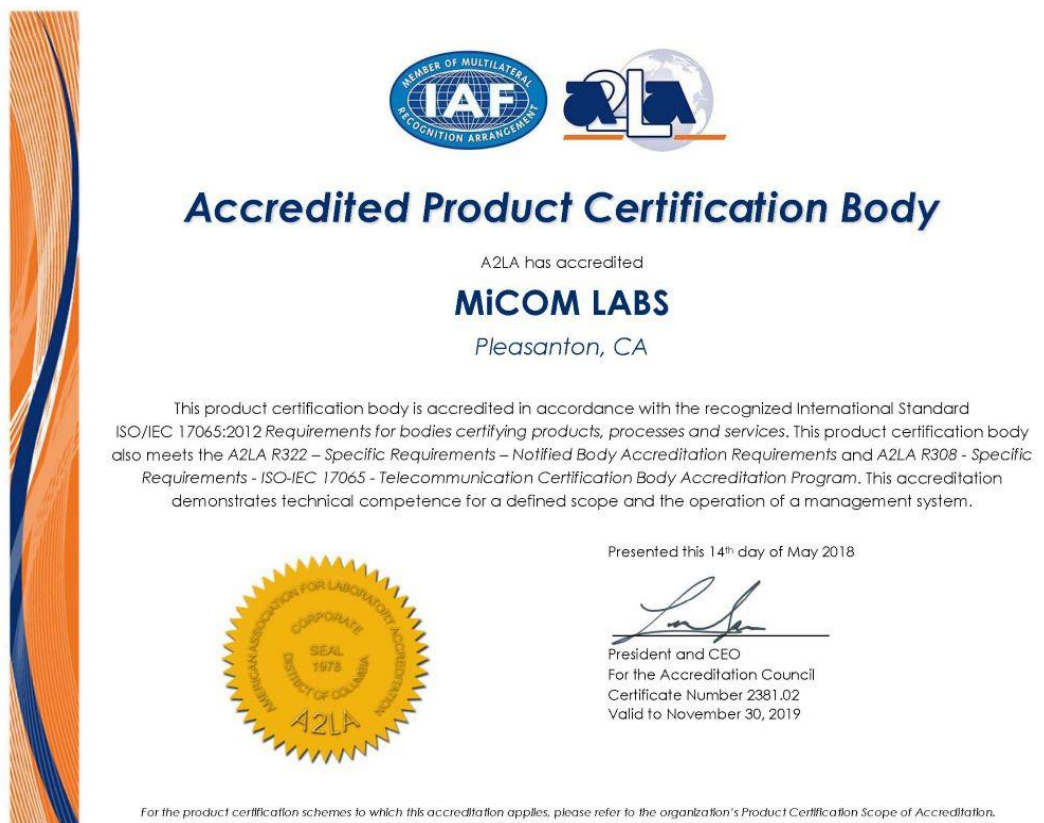 MEMBER OF MULTILATERAL
IAF
RECOGNITION ARRANGEMENT
a2La
Accredited Product Certification Body
A2LA has accredited
MiCOM LABS
Pleasanton, CA
This product certification body is accredited in accordance with the recognized International Standard
ISO/IEC 17065:2012 Requirements for bodies certifying products, processes and services. This product certification body
also meets the A2LA R322 – Specific Requirements – Notified Body Accreditation Requirements and A2LA R308 - Specific
Requirements - ISO-IEC 17065 - Telecommunication Certification Body Accreditation Program. This accreditation
demonstrates technical competence for a defined scope and the operation of a management system.
Presented this 14th day of May 2018
AMERICAN ASSOCIATION FOR LABORATORY ACCREDITATION
CORPORATE
SEAL
1978
DISTRICT OF COLUMBIA
A2LA
President and CEO
For the Accreditation Council
Certificate Number 2381.02
Valid to November 30, 2019
For the product certification schemes to which this accreditation applies, please refer to the organization's Product Certification Scope of Accreditation.